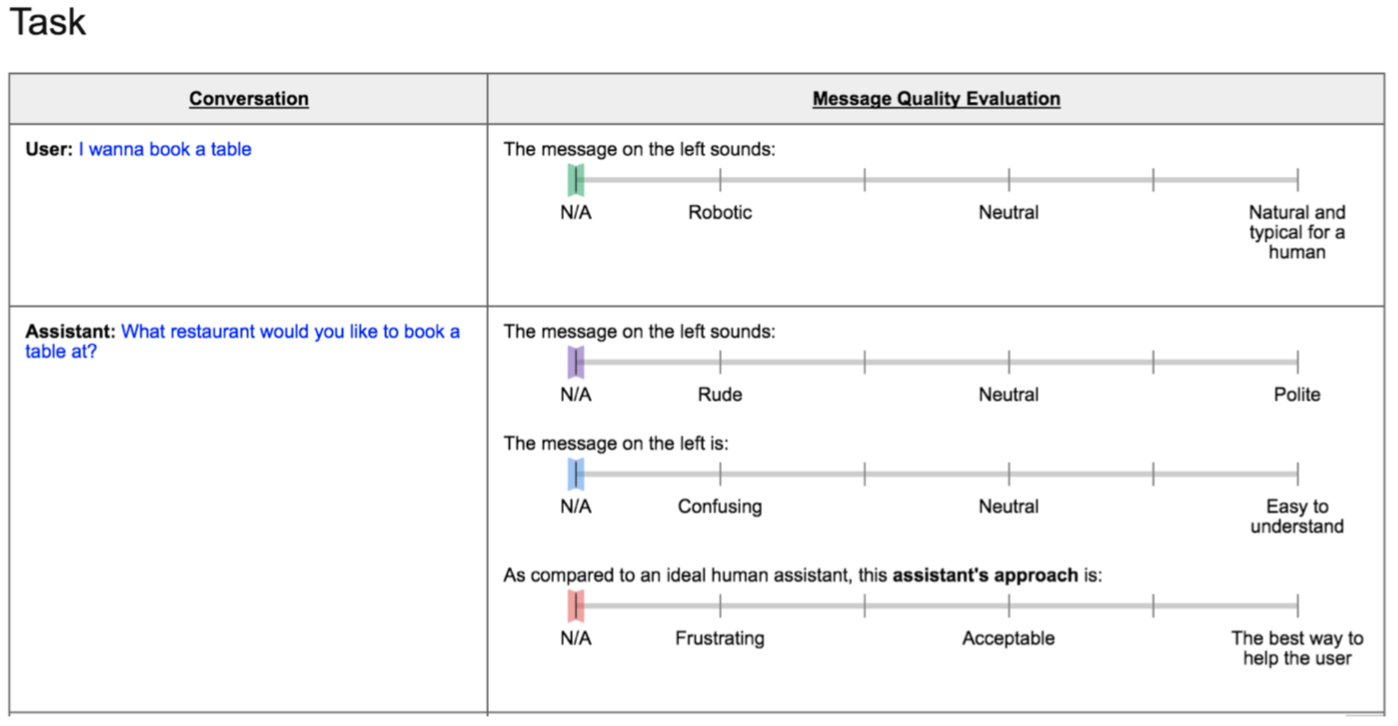 Task
Conversation
Message Quality Evaluation
User: I wanna book a table
The message on the left sounds:
N/A
Robotic
Neutral
Natural and
typical for a
human
Assistant: What restaurant would you like to book a
table at?
The message on the left sounds:
N/A
Rude
Neutral
Polite
The message on the left is:
N/A
Confusing
Neutral
Easy to
understand
As compared to an ideal human assistant, this assistant's approach is:
N/A
Frustrating
Acceptable
The best way to
help the user